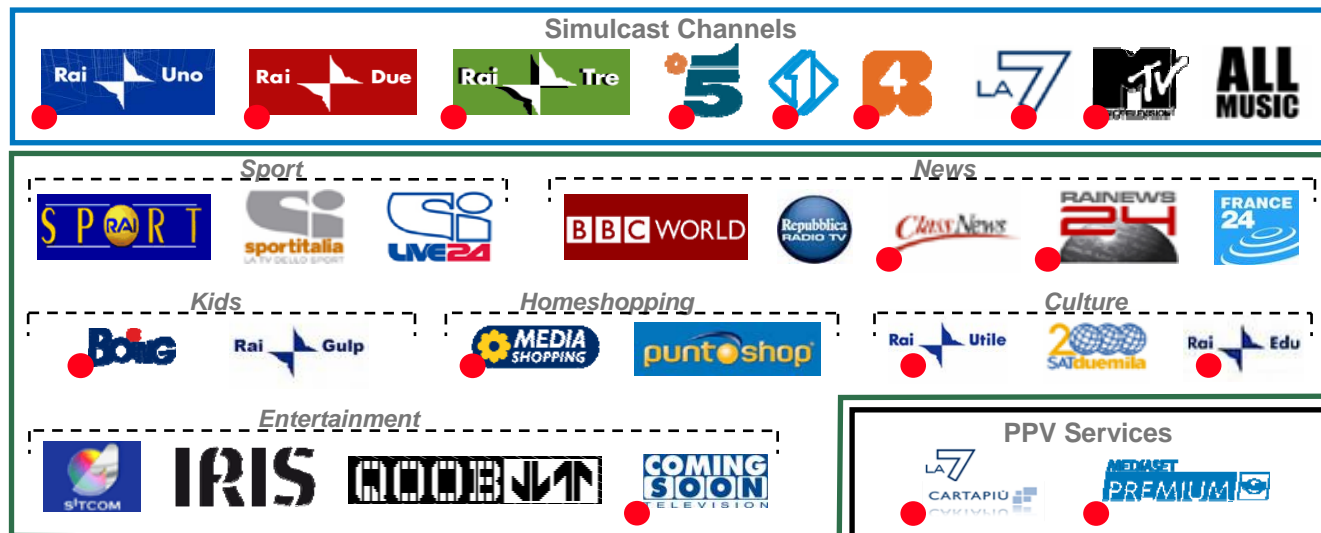 Simulcast Channels
Rai Uno
Rai Due
Rai Tre
5
1
4
LA7
MTV
ALL MUSIC
Sport
News
SPORT
RAI
sportitalia
LA TV DELLO SPORT
LIVE24
BBC WORLD
Repubblica
RADIO TV
Class News
RAINEWS
24
FRANCE
24
Kids
Homeshopping
Culture
BOING
Rai Gulp
MEDIA
SHOPPING
puntoshop
Rai Utile
2000
SATduemila
Rai Edu
Entertainment
PPV Services
sitcom
IRIS
COMING
SOON
TELEVISION
LA7
CARTAPIÙ
MEDIASET
PREMIUM